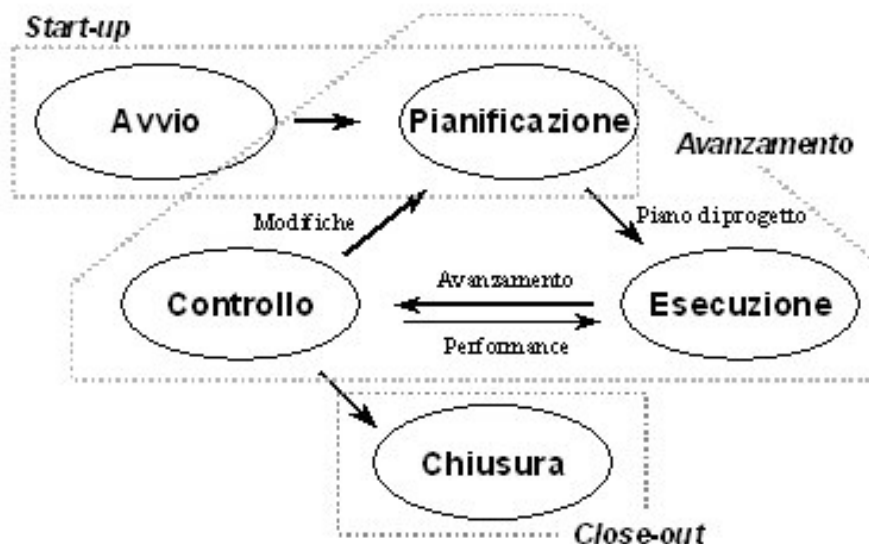 Start-up
Avvio
Pianificazione
Avanzamento
Modifiche
Piano di progetto
Controllo
Avanzamento
Performance
Esecuzione
Chiusura
Close-out